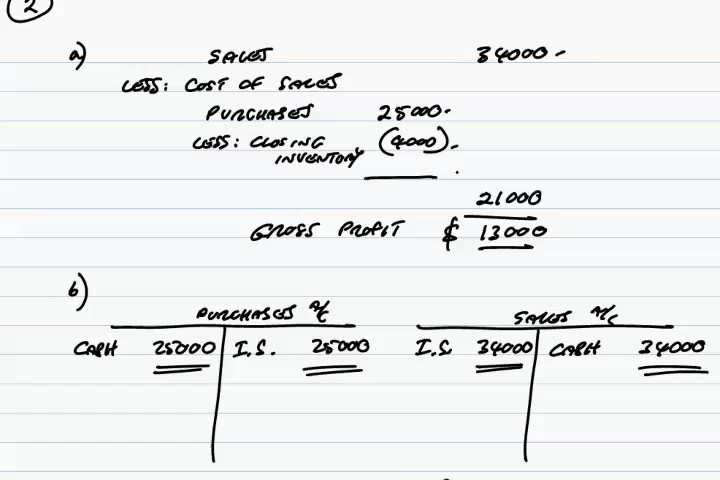 2
a) SALES 34000
LESS: COST OF SALES
PURCHASES 25000
LESS: CLOSING INVENTORY (4000)
21000
GROSS PROFIT $ 13000
b)
PURCHASES A/C SALES A/C
CASH 25000 I.S. 25000 I.S. 34000 CASH 34000